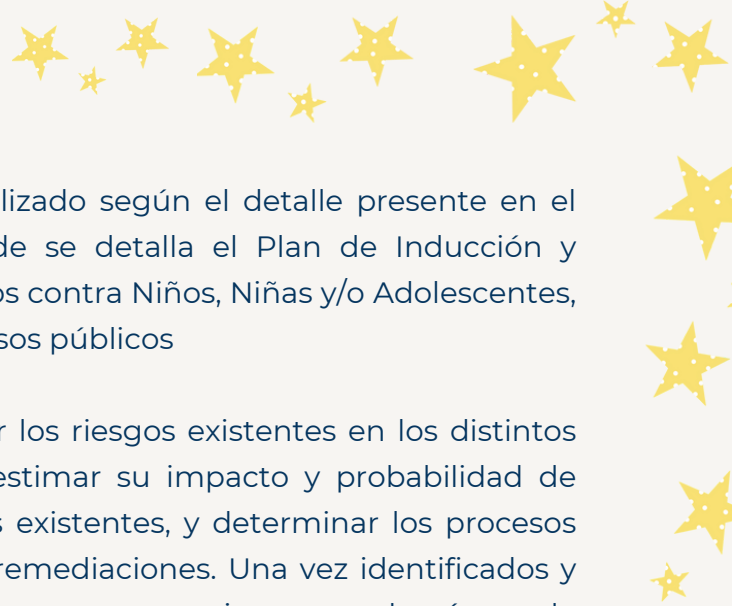 lizado según el detalle presente en el
de se detalla el Plan de Inducción y
os contra Niños, Niñas y/o Adolescentes,
sos públicos
r los riesgos existentes en los distintos
estimar su impacto y probabilidad de
s existentes, y determinar los procesos
remediaciones. Una vez identificados y